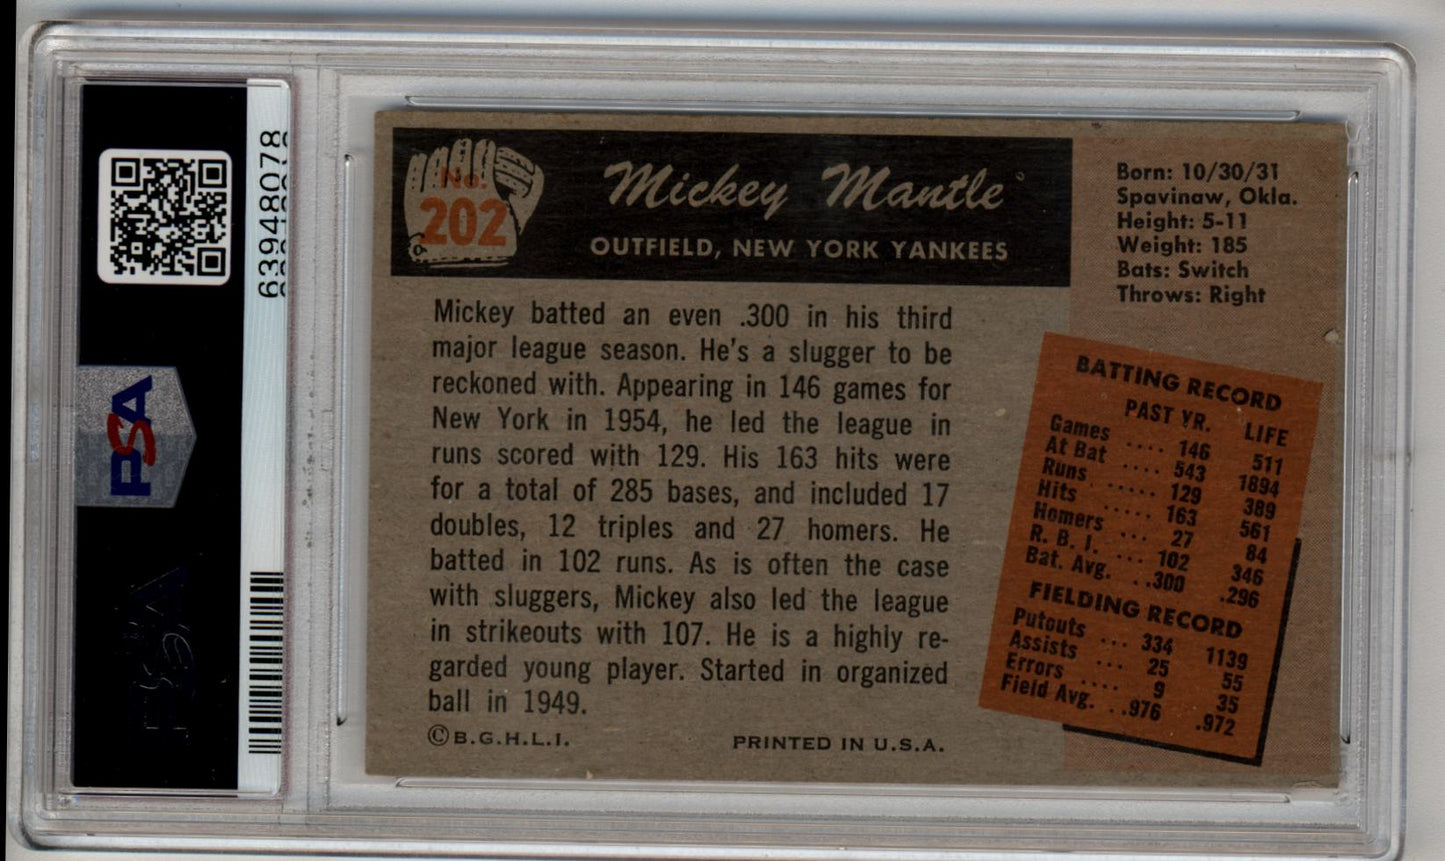 63948078
PSA
No.
202
Mickey Mantle
OUTFIELD, NEW YORK YANKEES
Born: 10/30/31
Spavinaw, Okla.
Height: 5-11
Weight: 185
Bats: Switch
Throws: Right
Mickey batted an even .300 in his third
major league season. He's a slugger to be
reckoned with. Appearing in 146 games for
New York in 1954, he led the league in
runs scored with 129. His 163 hits were
for a total of 285 bases, and included 17
doubles, 12 triples and 27 homers. He
batted in 102 runs. As is often the case
with sluggers, Mickey also led the league
in strikeouts with 107. He is a highly re-
garded young player. Started in organized
ball in 1949.
©B.G.H.L.I.
PRINTED IN U.S.A.
BATTING RECORD
PAST YR. LIFE
Games .... 146 511
At Bat .... 543 1894
Runs ..... 129 389
Hits ..... 163 561
Homers ... 27 84
R. B. I. ... 102 346
Bat. Avg. ..300 .296
FIELDING RECORD
Putouts ... 334 1139
Assists ... 25 55
Errors .... 9 35
Field Avg. ..976 .972